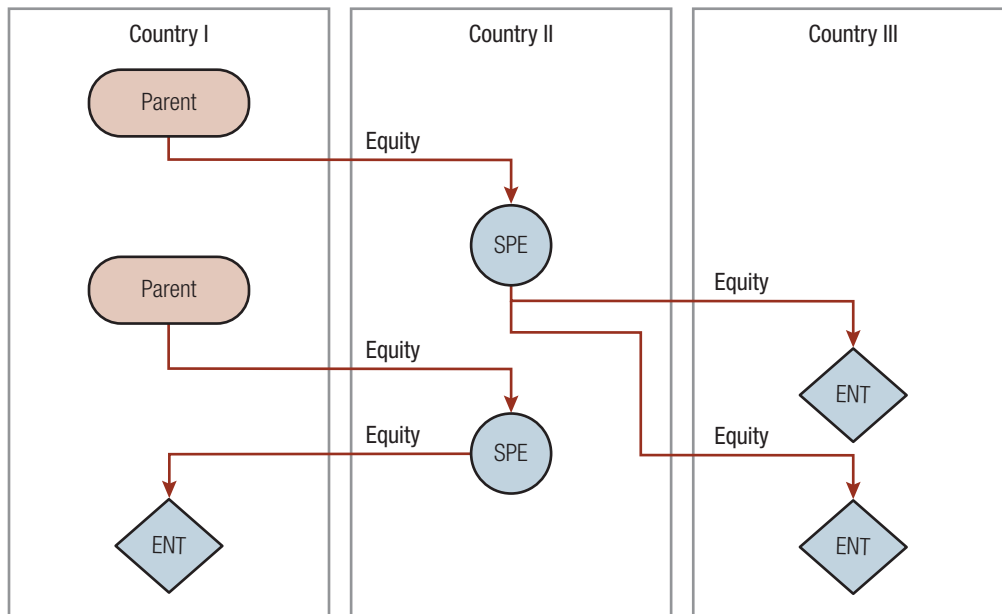 Country I
Country II
Country III
Parent
Equity
SPE
Parent
Equity
Equity
ENT
Equity
SPE
Equity
ENT
ENT